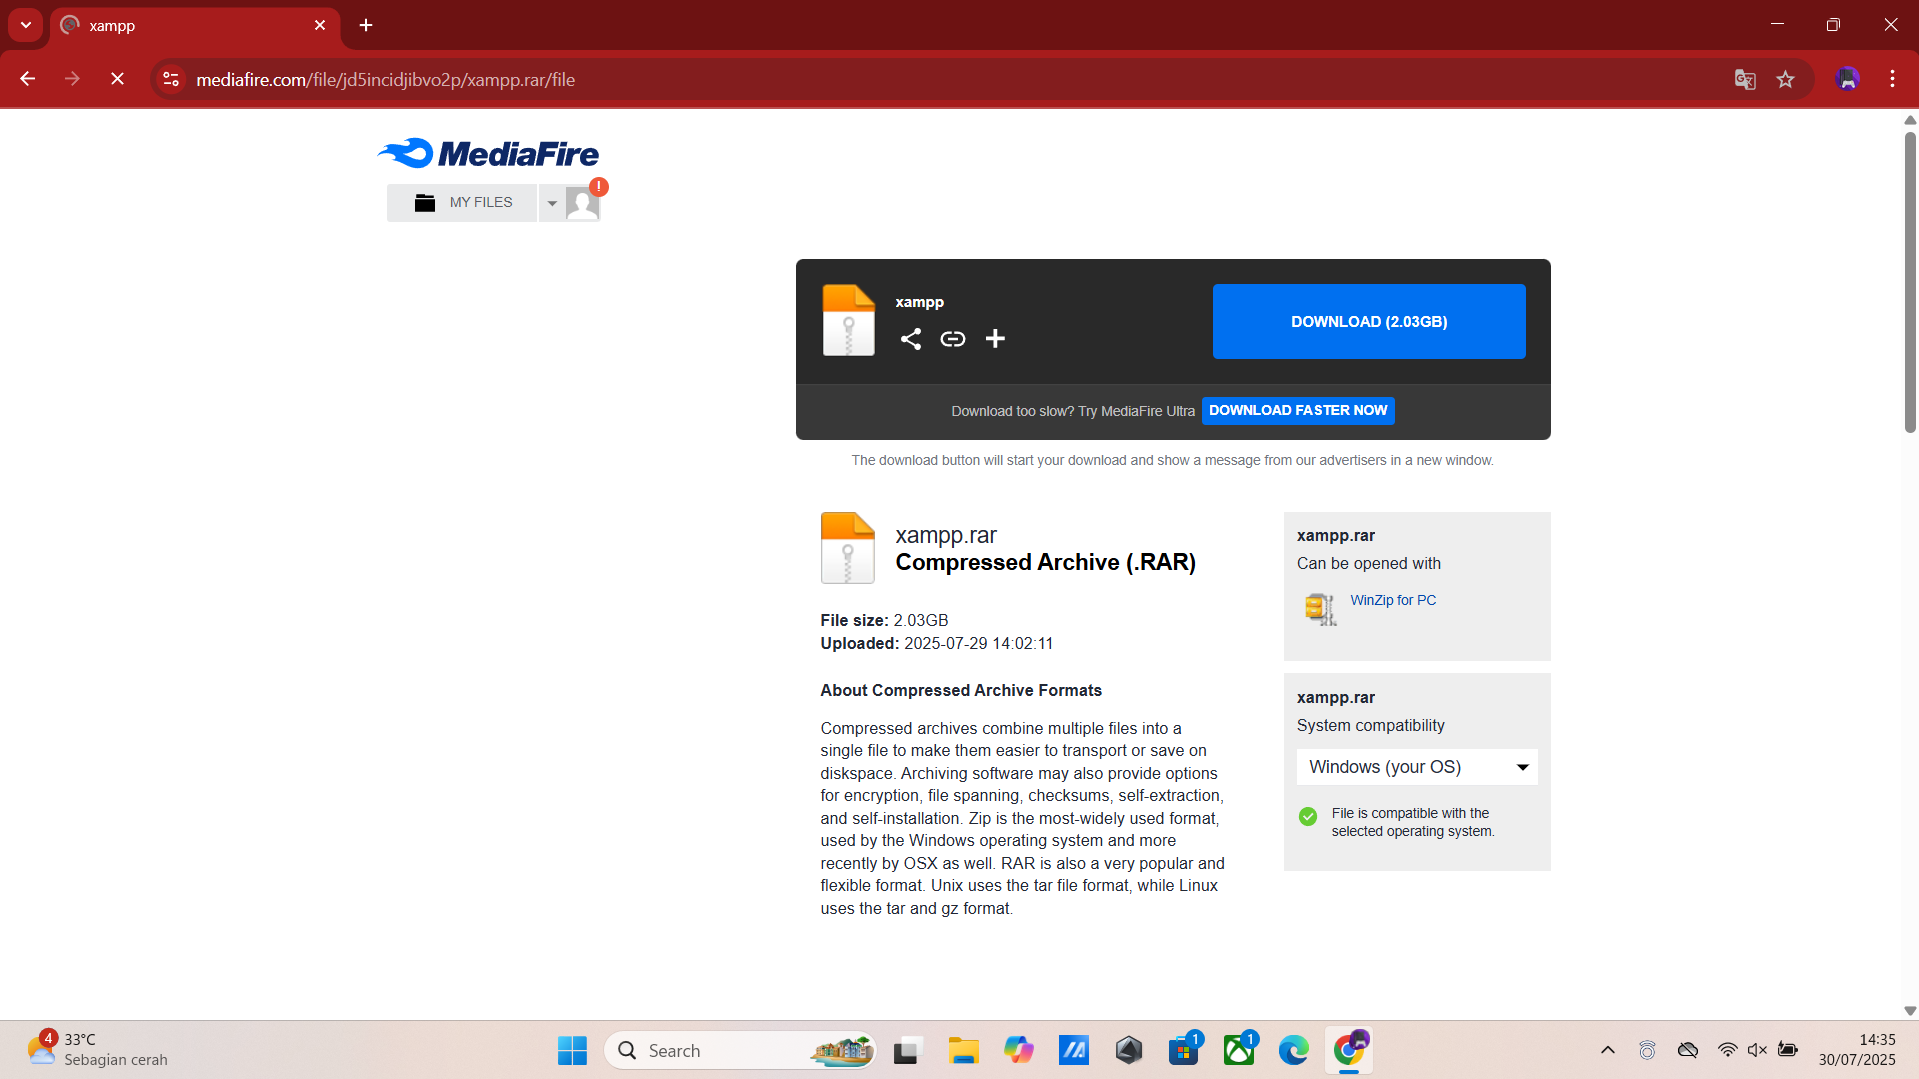 xampp
mediafire.com/file/jd5incidjibvo2p/xampp.rar/file
MediaFire
MY FILES
!
xampp
DOWNLOAD (2.03GB)
Download too slow? Try MediaFire Ultra DOWNLOAD FASTER NOW
The download button will start your download and show a message from our advertisers in a new window.
xampp.rar
Compressed Archive (.RAR)
File size: 2.03GB
Uploaded: 2025-07-29 14:02:11
About Compressed Archive Formats
Compressed archives combine multiple files into a
single file to make them easier to transport or save on
diskspace. Archiving software may also provide options
for encryption, file spanning, checksums, self-extraction,
and self-installation. Zip is the most-widely used format,
used by the Windows operating system and more
recently by OSX as well. RAR is also a very popular and
flexible format. Unix uses the tar file format, while Linux
uses the tar and gz format.
xampp.rar
Can be opened with
WinZip for PC
xampp.rar
System compatibility
Windows (your OS)
File is compatible with the
selected operating system.
4
33°C
Sebagian cerah
Search
1
1
14:35
30/07/2025